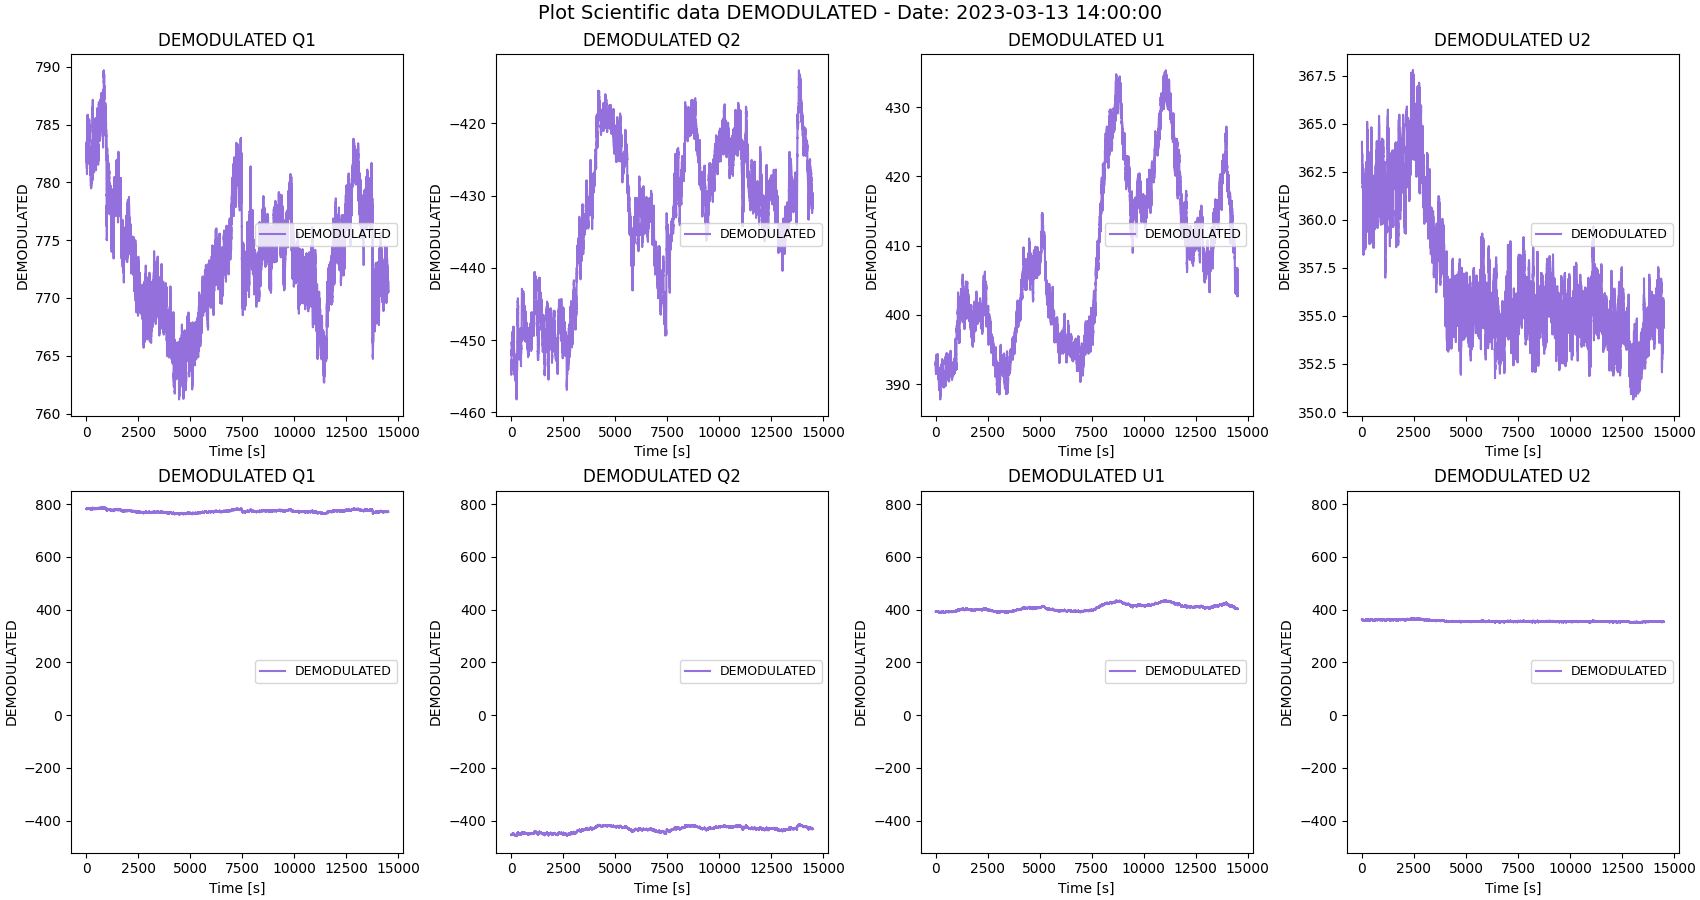 Plot Scientific data DEMODULATED - Date: 2023-03-13 14:00:00
DEMODULATED Q1
DEMODULATED
790
785
780
775
770
765
760
DEMODULATED
0 2500 5000 7500 10000 12500 15000
Time [s]
DEMODULATED Q2
DEMODULATED
−420
−430
−440
−450
−460
DEMODULATED
0 2500 5000 7500 10000 12500 15000
Time [s]
DEMODULATED U1
DEMODULATED
430
420
410
400
390
DEMODULATED
0 2500 5000 7500 10000 12500 15000
Time [s]
DEMODULATED U2
DEMODULATED
367.5
365.0
362.5
360.0
357.5
355.0
352.5
350.0
DEMODULATED
0 2500 5000 7500 10000 12500 15000
Time [s]
DEMODULATED Q1
DEMODULATED
800
600
400
200
0
−200
−400
DEMODULATED
0 2500 5000 7500 10000 12500 15000
Time [s]
DEMODULATED Q2
DEMODULATED
800
600
400
200
0
−200
−400
DEMODULATED
0 2500 5000 7500 10000 12500 15000
Time [s]
DEMODULATED U1
DEMODULATED
800
600
400
200
0
−200
−400
DEMODULATED
0 2500 5000 7500 10000 12500 15000
Time [s]
DEMODULATED U2
DEMODULATED
800
600
400
200
0
−200
−400
DEMODULATED
0 2500 5000 7500 10000 12500 15000
Time [s]